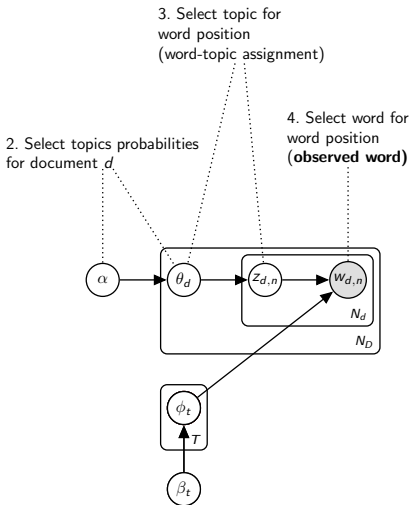 3. Select topic for
word position
(word-topic assignment)
4. Select word for
word position
(observed word)
2. Select topics probabilities
for document d
α
θd
zd,n
wd,n
Nd
ND
ϕt
T
βt